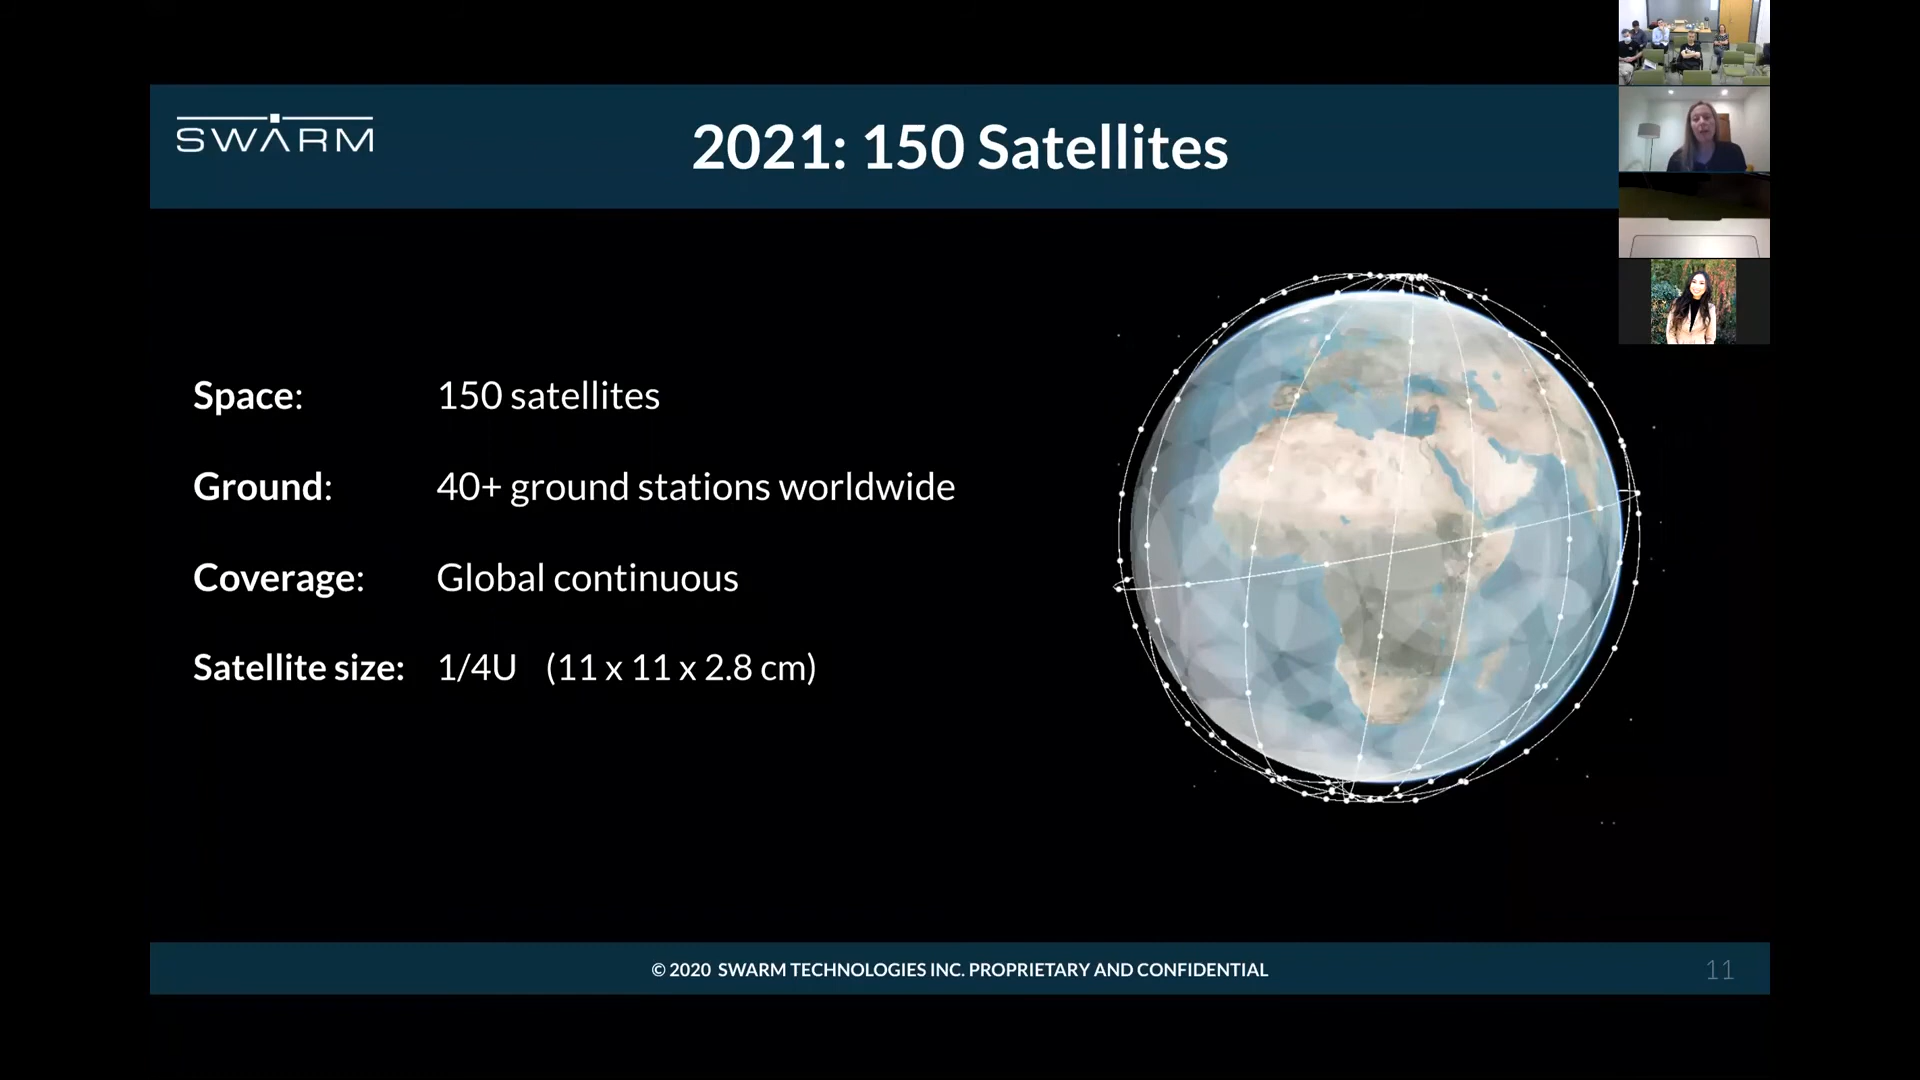 SWARM
2021: 150 Satellites
Space: 150 satellites
Ground: 40+ ground stations worldwide
Coverage: Global continuous
Satellite size: 1/4U (11 x 11 x 2.8 cm)
© 2020 SWARM TECHNOLOGIES INC. PROPRIETARY AND CONFIDENTIAL
11